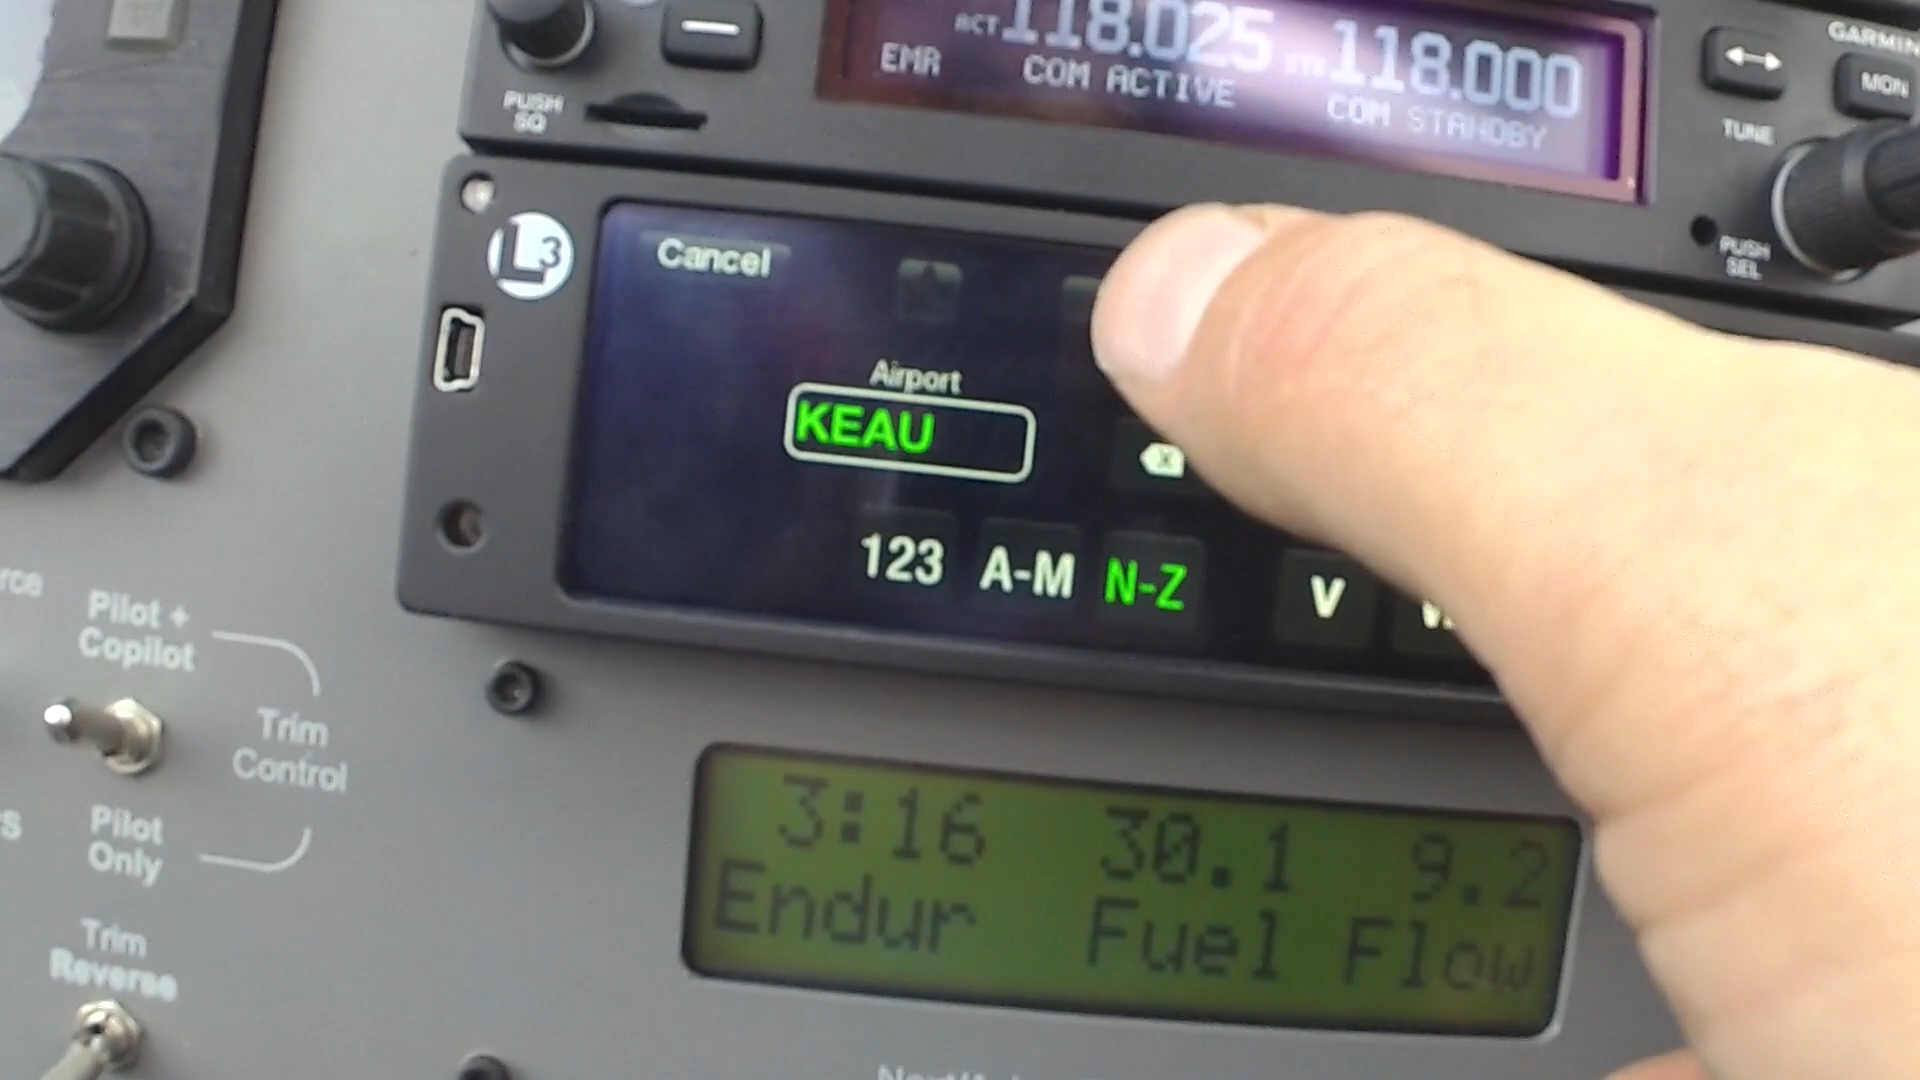 ACT 118.025 STB 118.000
EMR COM ACTIVE COM STANDBY
GARMIN
MON
PUSH
SQ
TUNE
PUSH
SEL
L3
Cancel
Airport
KEAU
123 A-M N-Z V
Pilot +
Copilot
Trim
Control
Pilot
Only
Trim
Reverse
3:16 30.1 9.2
Endur Fuel Flow